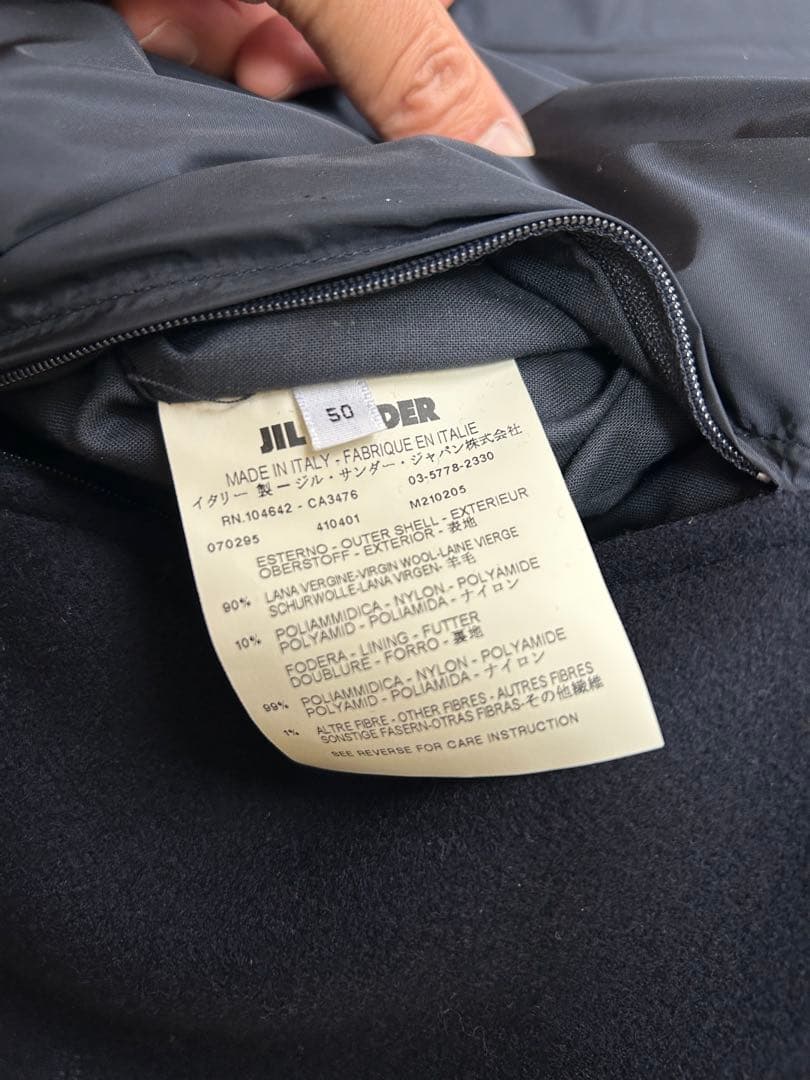 50
JIL DER
MADE IN ITALY - FABRIQUE EN ITALIE
イタリー 製 ージル・サンダー・ジャパン株式会社
03-5778-2330
RN.104642 - CA3476
M210205
070295 410401
ESTERNO - OUTER SHELL - EXTERIEUR
OBERSTOFF - EXTERIOR - 表地
90% LANA VERGINE-VIRGIN WOOL-LAINE VIERGE
SCHURWOLLE-LANA VIRGEN- 羊毛
10% POLIAMMIDICA - NYLON - POLYAMIDE
POLYAMID - POLIAMIDA - ナイロン
FODERA - LINING - FUTTER
DOUBLURE - FORRO - 裏地
99% POLIAMMIDICA - NYLON - POLYAMIDE
POLYAMID - POLIAMIDA - ナイロン
1% ALTRE FIBRE - OTHER FIBRES - AUTRES FIBRES
SONSTIGE FASERN-OTRAS FIBRAS-その他繊維
SEE REVERSE FOR CARE INSTRUCTION